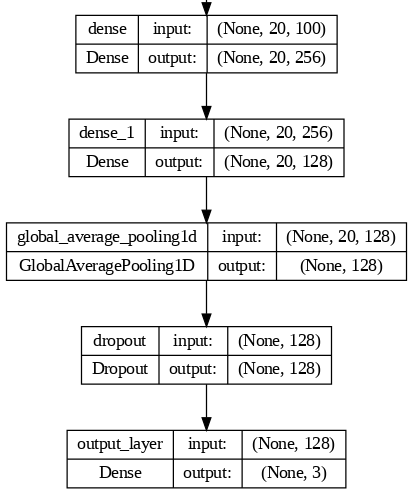 dense input: (None, 20, 100)
Dense output: (None, 20, 256)
dense_1 input: (None, 20, 256)
Dense output: (None, 20, 128)
global_average_pooling1d input: (None, 20, 128)
GlobalAveragePooling1D output: (None, 128)
dropout input: (None, 128)
Dropout output: (None, 128)
output_layer input: (None, 128)
Dense output: (None, 3)